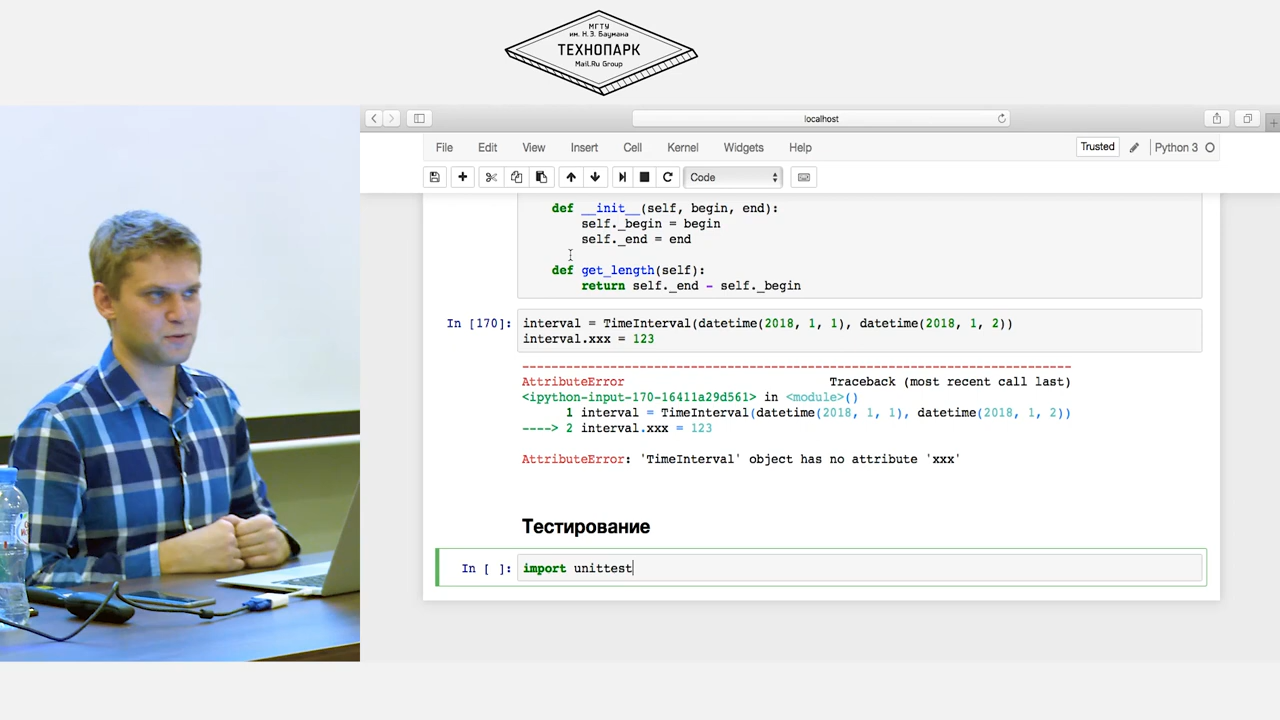 МГТУ
им. Н.Э. Баумана
ТЕХНОПАРК
Mail.Ru Group
localhost
File Edit View Insert Cell Kernel Widgets Help Trusted Python 3
Code
def __init__(self, begin, end):
self._begin = begin
self._end = end
def get_length(self):
return self._end - self._begin
In [170]: interval = TimeInterval(datetime(2018, 1, 1), datetime(2018, 1, 2))
interval.xxx = 123
---------------------------------------------------------------------------
AttributeError Traceback (most recent call last)
<ipython-input-170-16411a29d561> in <module>()
1 interval = TimeInterval(datetime(2018, 1, 1), datetime(2018, 1, 2))
----> 2 interval.xxx = 123
AttributeError: 'TimeInterval' object has no attribute 'xxx'
Тестирование
In [ ]: import unittest